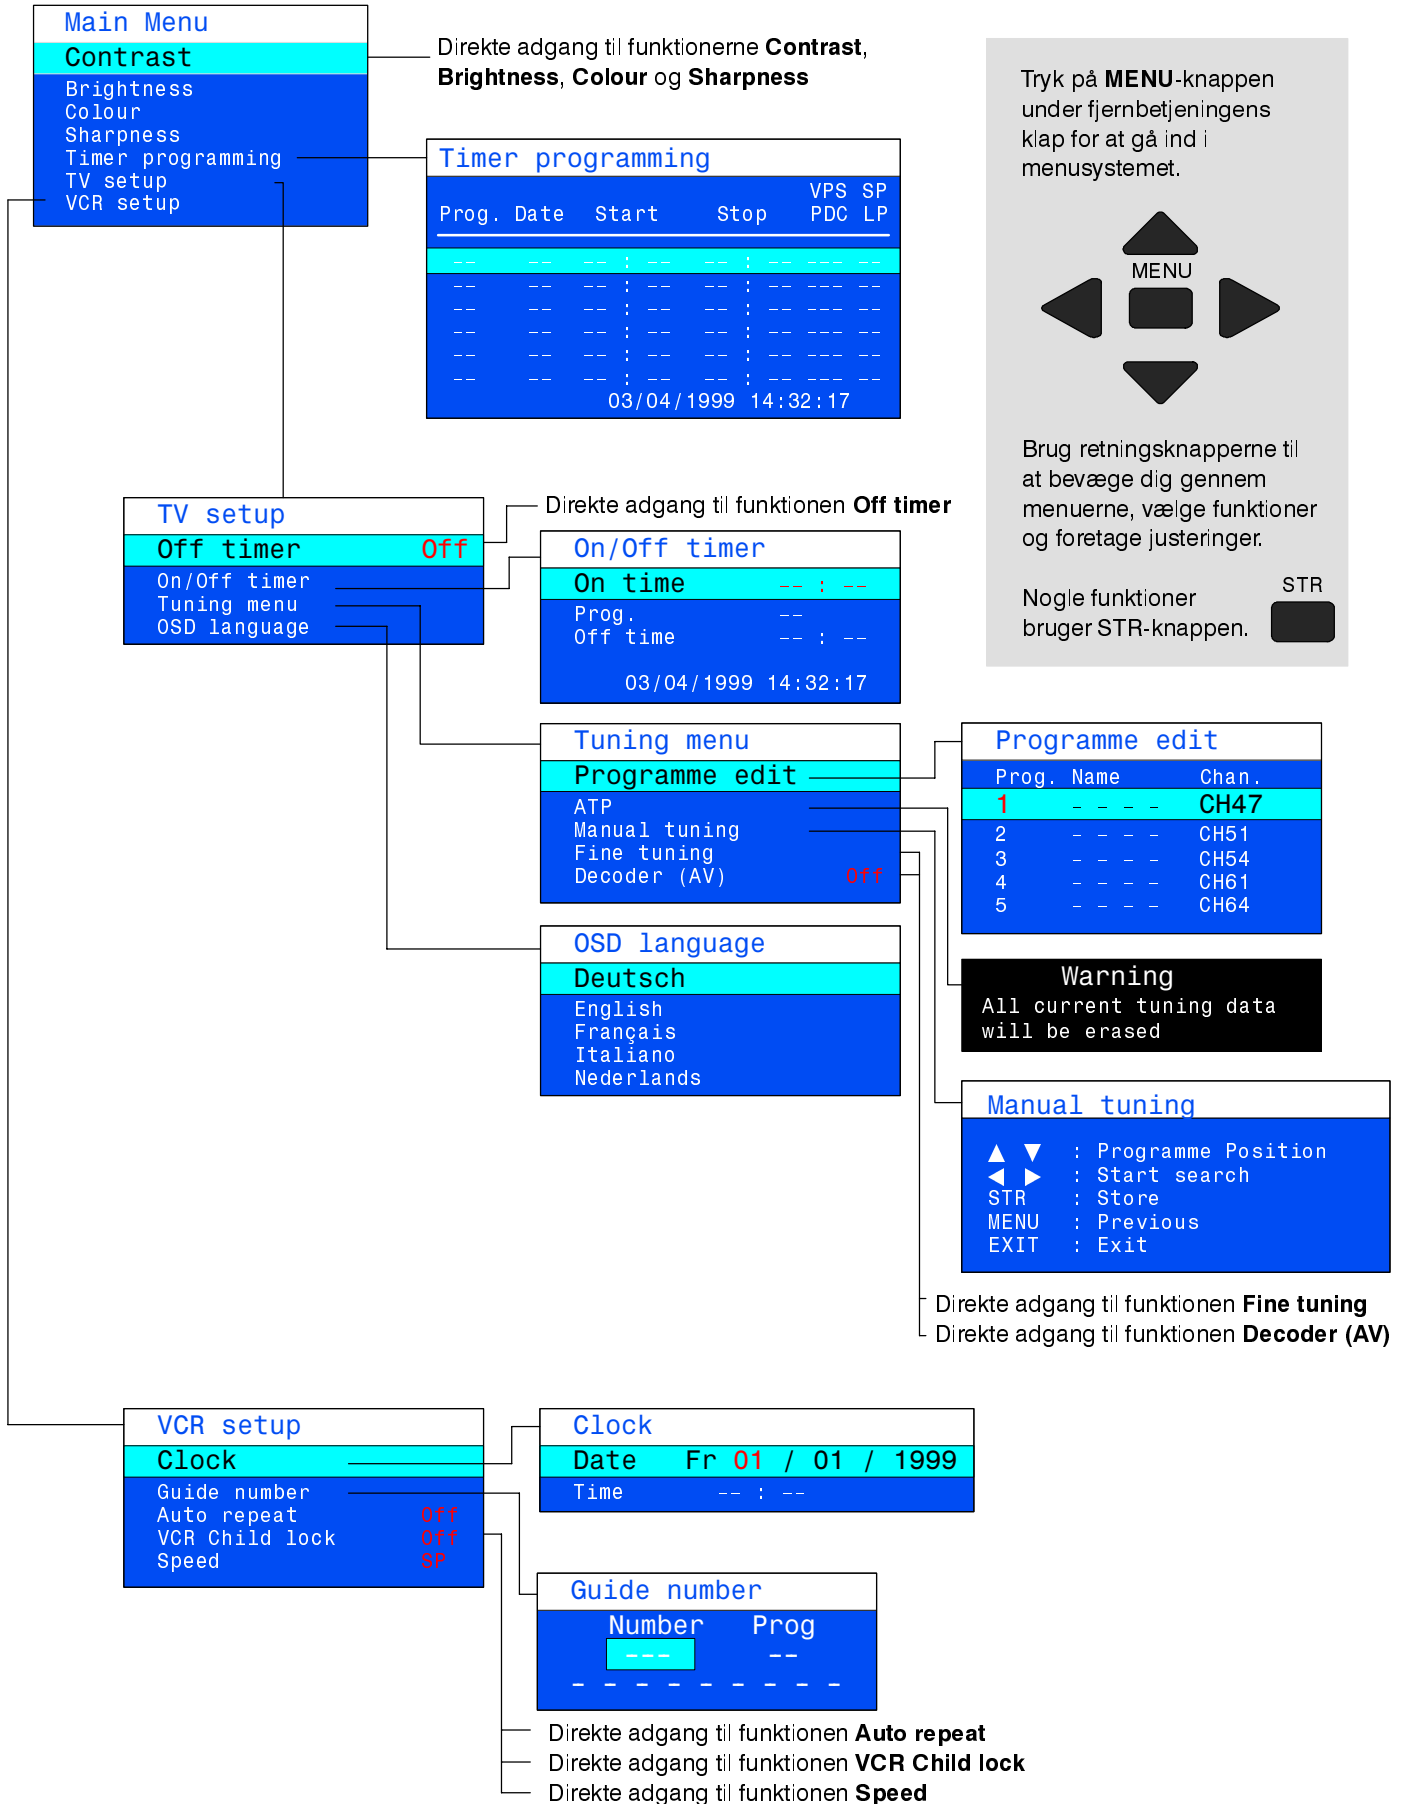 Main Menu
Contrast
Brightness
Colour
Sharpness
Timer programming
TV setup
VCR setup
Direkte adgang til funktionerne Contrast,
Brightness, Colour og Sharpness
Timer programming
VPS SP
Prog. Date Start Stop PDC LP
-- -- -- : -- -- : -- --- --
-- -- -- : -- -- : -- --- --
-- -- -- : -- -- : -- --- --
-- -- -- : -- -- : -- --- --
-- -- -- : -- -- : -- --- --
-- -- -- : -- -- : -- --- --
03/04/1999 14:32:17
Tryk på MENU-knappen
under fjernbetjeningens
klap for at gå ind i
menusystemet.
MENU
Brug retningsknapperne til
at bevæge dig gennem
menuerne, vælge funktioner
og foretage justeringer.
Nogle funktioner
bruger STR-knappen.
STR
TV setup
Off timer Off
On/Off timer
Tuning menu
OSD language
Direkte adgang til funktionen Off timer
On/Off timer
On time -- : --
Prog. --
Off time -- : --
03/04/1999 14:32:17
Tuning menu
Programme edit
ATP
Manual tuning
Fine tuning
Decoder (AV) Off
Programme edit
Prog. Name Chan.
1 - - - - CH47
2 - - - - CH51
3 - - - - CH54
4 - - - - CH61
5 - - - - CH64
OSD language
Deutsch
English
Français
Italiano
Nederlands
Warning
All current tuning data
will be erased
Manual tuning
▲ ▼ : Programme Position
◀ ▶ : Start search
STR : Store
MENU : Previous
EXIT : Exit
Direkte adgang til funktionen Fine tuning
Direkte adgang til funktionen Decoder (AV)
VCR setup
Clock
Guide number
Auto repeat Off
VCR Child lock Off
Speed SP
Clock
Date Fr 01 / 01 / 1999
Time -- : --
Guide number
Number Prog
--- --
- - - - - - - - -
Direkte adgang til funktionen Auto repeat
Direkte adgang til funktionen VCR Child lock
Direkte adgang til funktionen Speed